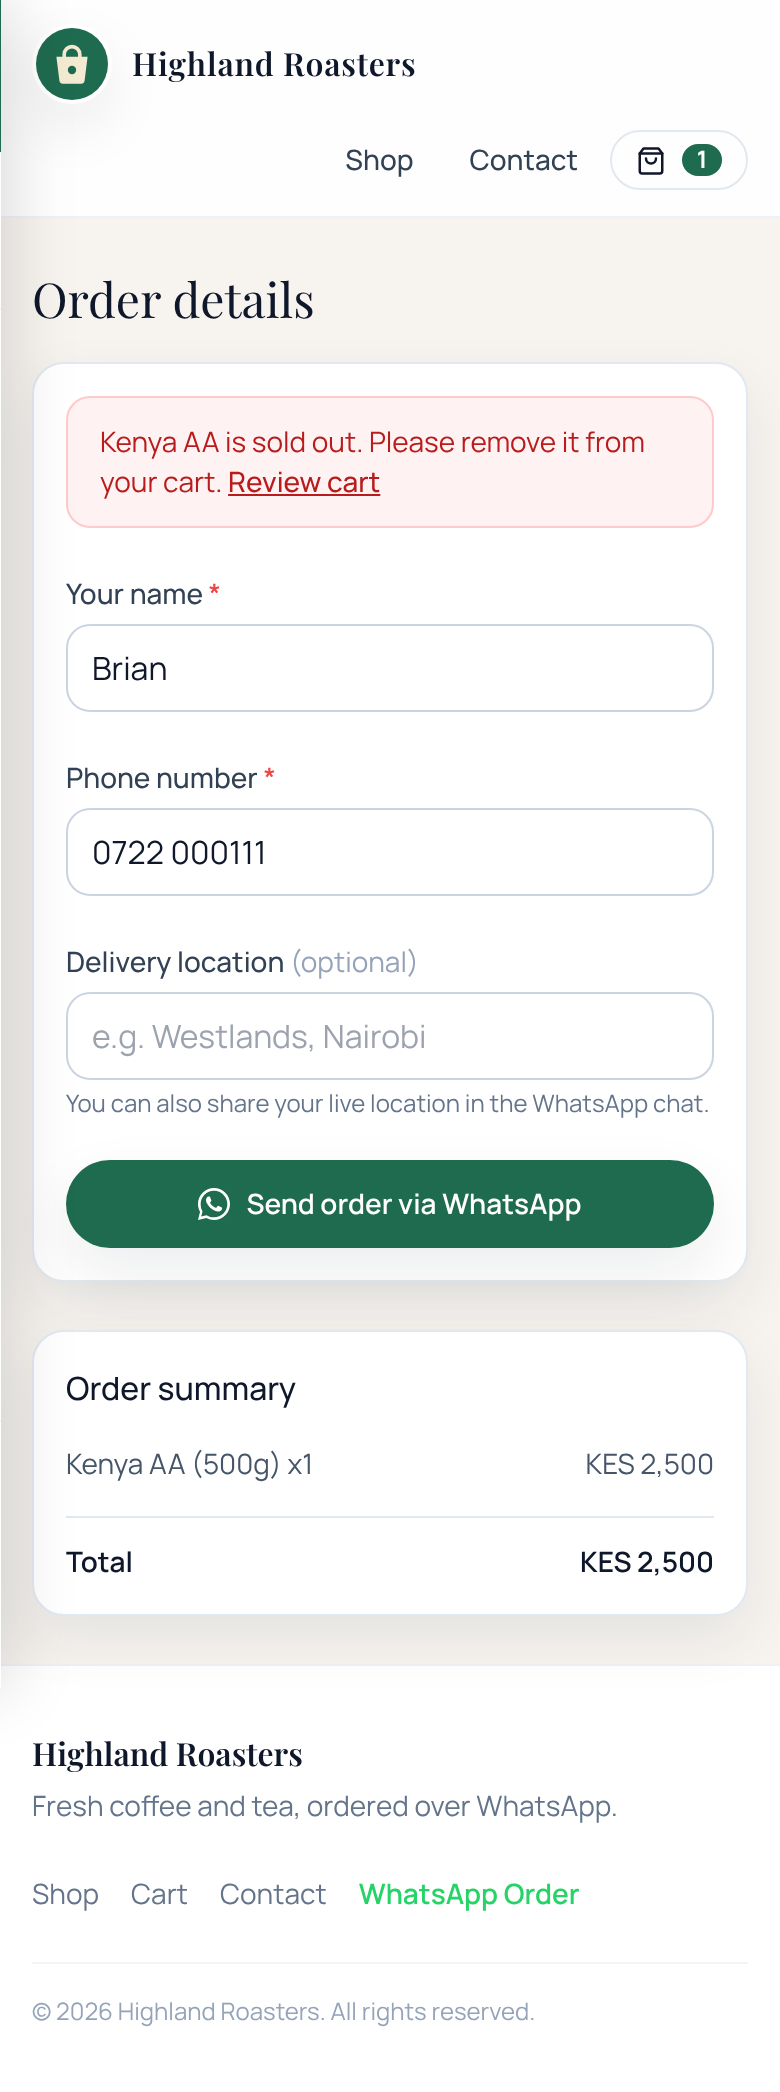 Highland Roasters
Shop Contact 1
Order details
Kenya AA is sold out. Please remove it from
your cart. Review cart
Your name *
Brian
Phone number *
0722 000111
Delivery location (optional)
e.g. Westlands, Nairobi
You can also share your live location in the WhatsApp chat.
Send order via WhatsApp
Order summary
Kenya AA (500g) x1 KES 2,500
Total KES 2,500
Highland Roasters
Fresh coffee and tea, ordered over WhatsApp.
Shop Cart Contact WhatsApp Order
© 2026 Highland Roasters. All rights reserved.